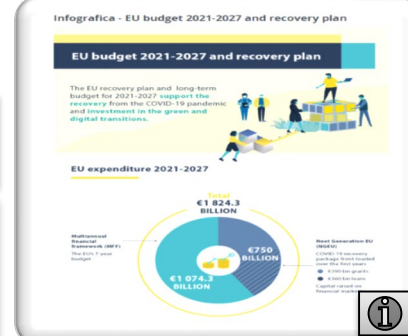 Infografica - EU budget 2021-2027 and recovery plan
EU budget 2021-2027 and recovery plan
The EU recovery plan and long-term
budget for 2021-2027 support the
recovery from the COVID-19 pandemic
and investment in the green and
digital transitions.
EU expenditure 2021-2027
Total
€1 824.3
BILLION
Multiannual
financial
framework (MFF)
The EU's 7 year
budget
€1 074.3
BILLION
€750
BILLION
Next Generation EU
(NGEU)
COVID-19 recovery
package front loaded
over the first years
€390 bn grants
€360 bn loans
Capital raised on
financial